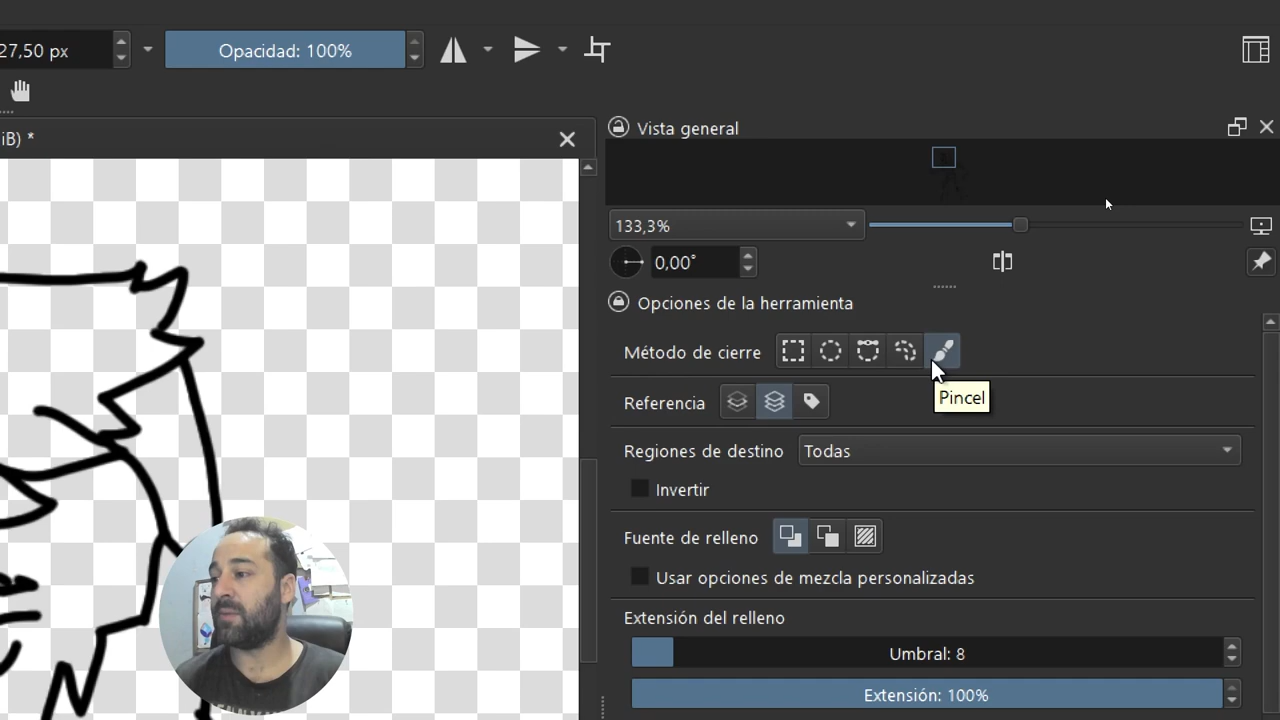 27,50 px
Opacidad: 100%
iB) *
Vista general
133,3%
0,00°
Opciones de la herramienta
Método de cierre
Pincel
Referencia
Regiones de destino
Todas
Invertir
Fuente de relleno
Usar opciones de mezcla personalizadas
Extensión del relleno
Umbral: 8
Extensión: 100%